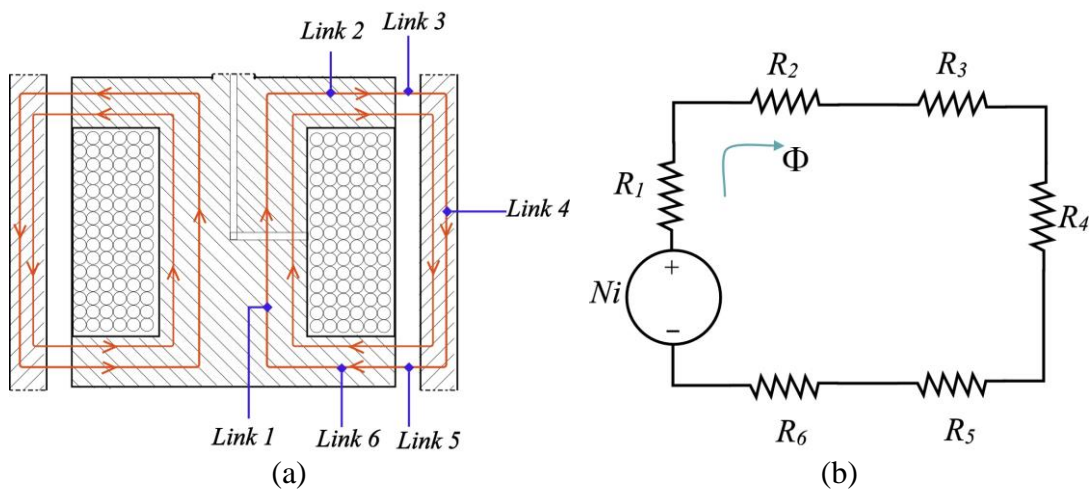 Link 2
Link 3
Link 4
Link 1
Link 6
Link 5
(a)
R2
R3
R1
Φ
R4
Ni
+
−
R6
R5
(b)